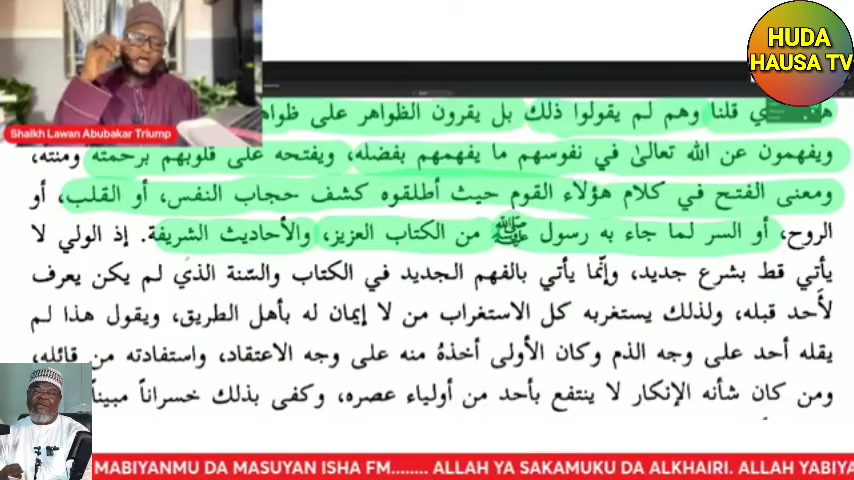 HUDA
HAUSA TV
Shaikh Lawan Abubakar Triump
قلنا وهم لم يقولوا ذلك بل يقرون الظواهر على
ويفهمون عن الله تعالىٰ في نفوسهم ما يفهمهم بفضله، ويفتحه على قلوبهم برحمته ومنته،
ومعنى الفتح في كلام هؤلاء القوم حيث أطلقوه كشف حجاب النفس، أو القلب، أو
الروح، أو السر لما جاء به رسول ﷺ من الكتاب العزيز، والأحاديث الشريفة. إذ الولي لا
يأتي قط بشرع جديد، وإنّما يأتي بالفهم الجديد في الكتاب والسّنة الذي لم يكن يعرف
لأَحد قبله، ولذلك يستغربه كل الاستغراب من لا إيمان له بأهل الطريق، ويقول هذا لم
يقله أحد على وجه الذم وكان الأولى أخذهُ منه على وجه الاعتقاد، واستفادته من قائله،
ومن كان شأنه الإنكار لا ينتفع بأحد من أولياء عصره، وكفى بذلك خسراناً مبيناً
MABIYANMU DA MASUYAN ISHA FM........ ALLAH YA SAKAMUKU DA ALKHAIRI. ALLAH YABIYA